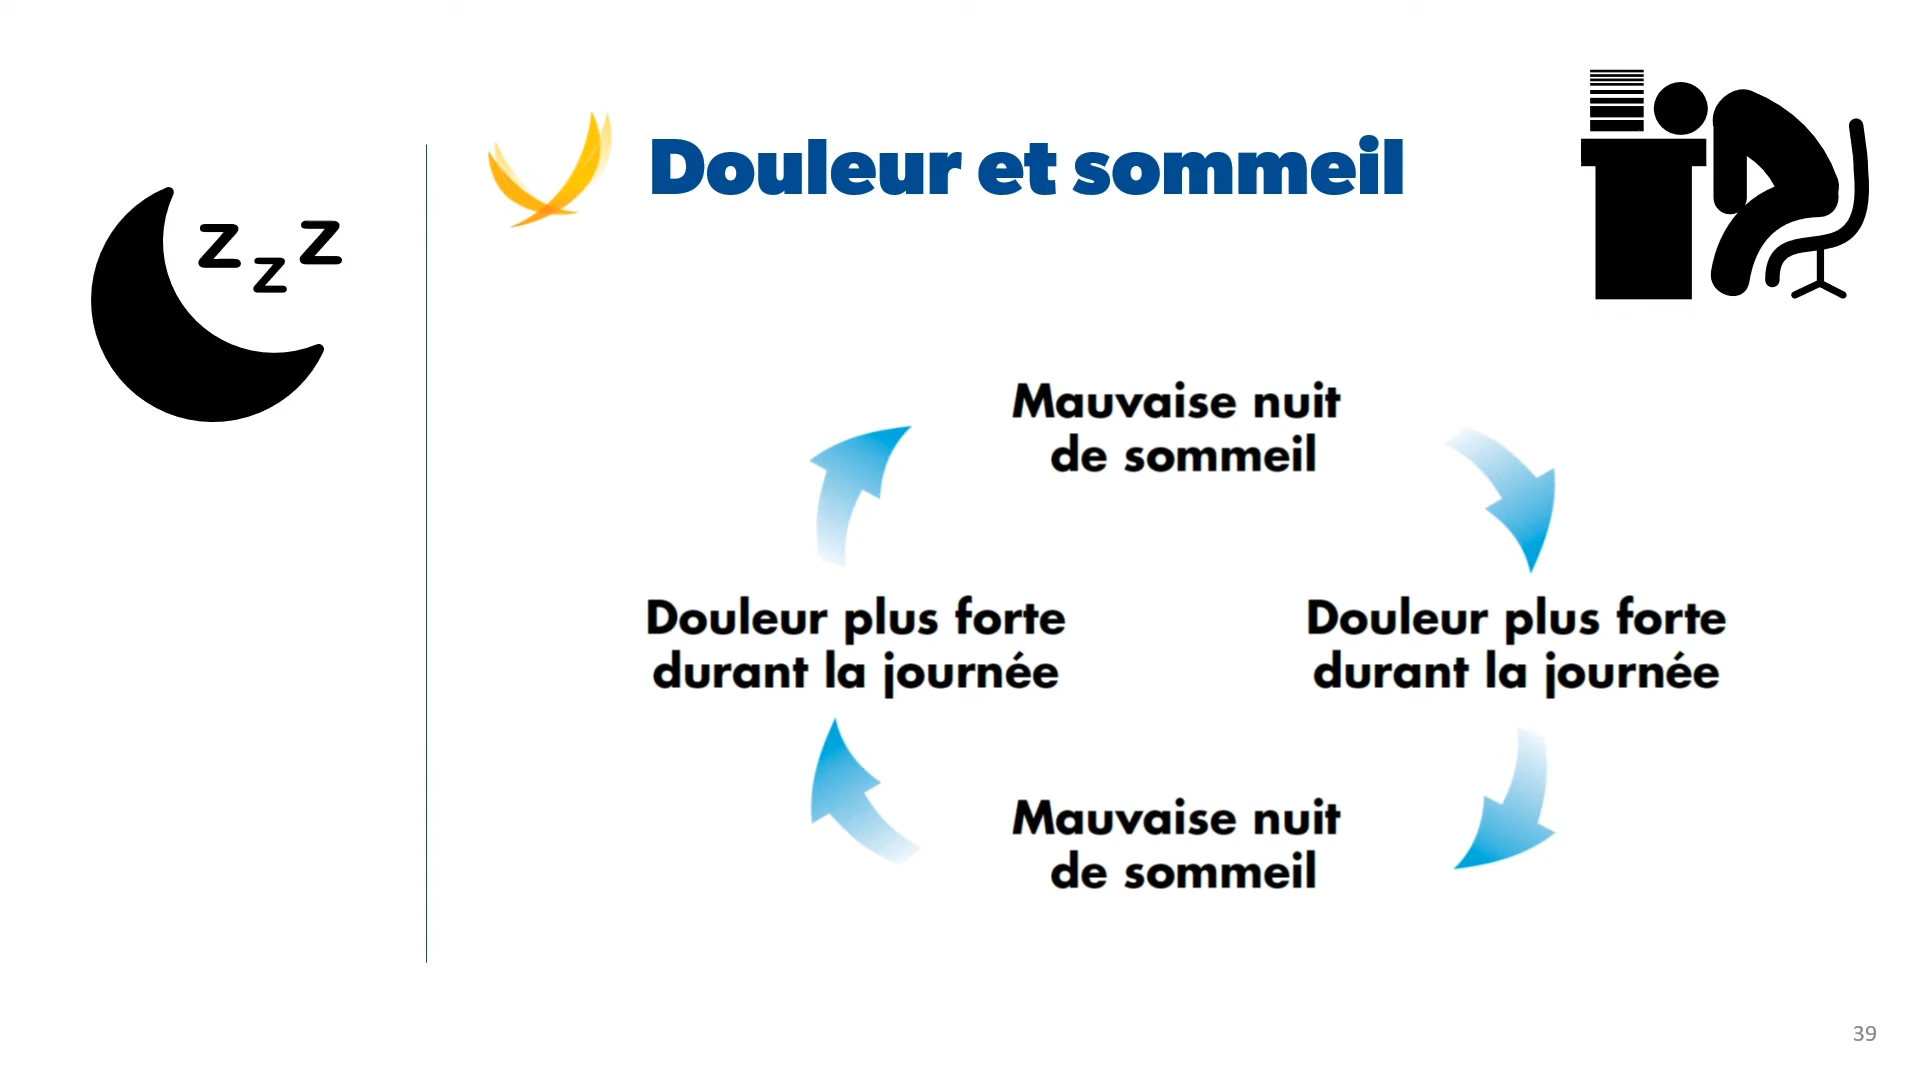 Z z Z
Douleur et sommeil
Mauvaise nuit
de sommeil
Douleur plus forte
durant la journée
Douleur plus forte
durant la journée
Mauvaise nuit
de sommeil
39